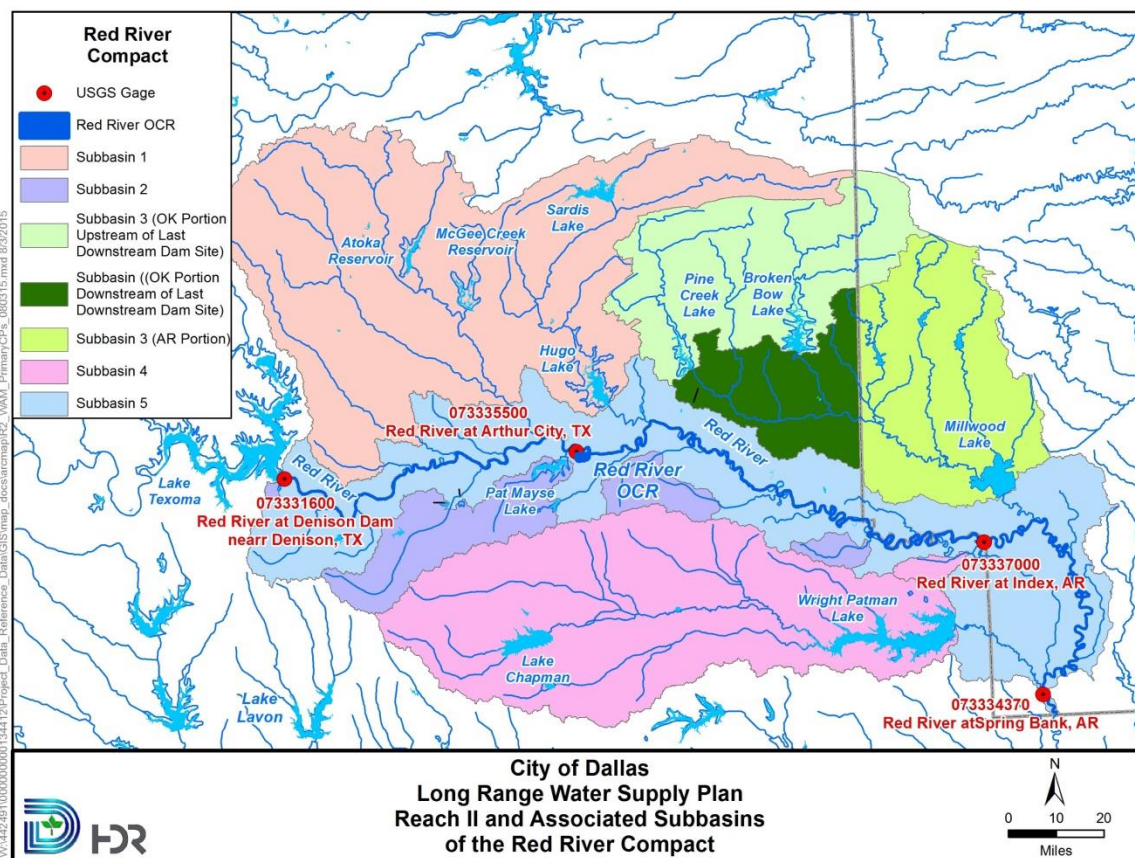 Red River
Compact
USGS Gage
Red River OCR
Subbasin 1
Subbasin 2
Subbasin 3 (OK Portion
Upstream of Last
Downstream Dam Site)
Subbasin ((OK Portion
Downstream of Last
Downstream Dam Site)
Subbasin 3 (AR Portion)
Subbasin 4
Subbasin 5
Sardis
Lake
McGee Creek
Reservoir
Atoka
Reservoir
Pine
Creek
Lake
Broken
Bow
Lake
Hugo
Lake
073335500
Red River at Arthur City, TX
Millwood
Lake
Red River
Red River
Red River
OCR
Lake
Texoma
Pat Mayse
Lake
073331600
Red River at Denison Dam
nearr Denison, TX
073337000
Red River at Index, AR
Wright Patman
Lake
Lake
Chapman
Lake
Lavon
073334370
Red River atSpring Bank, AR
City of Dallas
Long Range Water Supply Plan
Reach II and Associated Subbasins
of the Red River Compact
N
0 10 20
Miles
D HDR